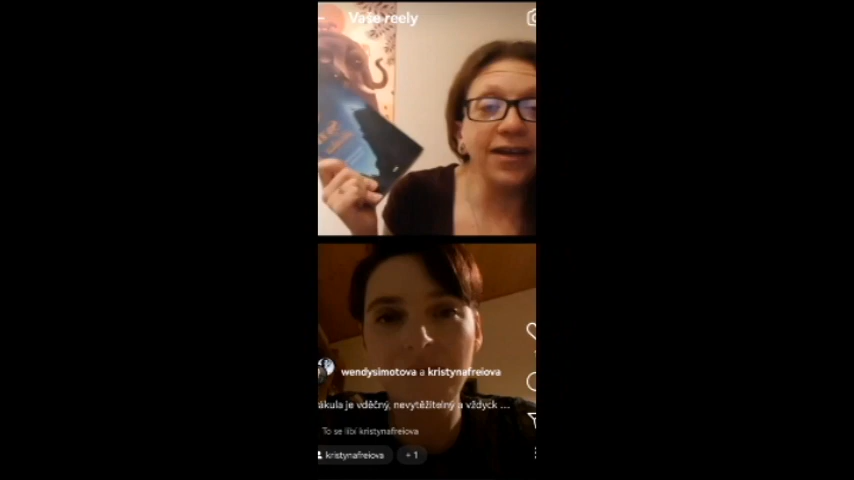 Vaše reely
wendysimotova a kristynafreiova
ákula je vděčný, nevytěžitelný a vždyck ...
To se líbí kristynafreiova
kristynafreiova
+ 1